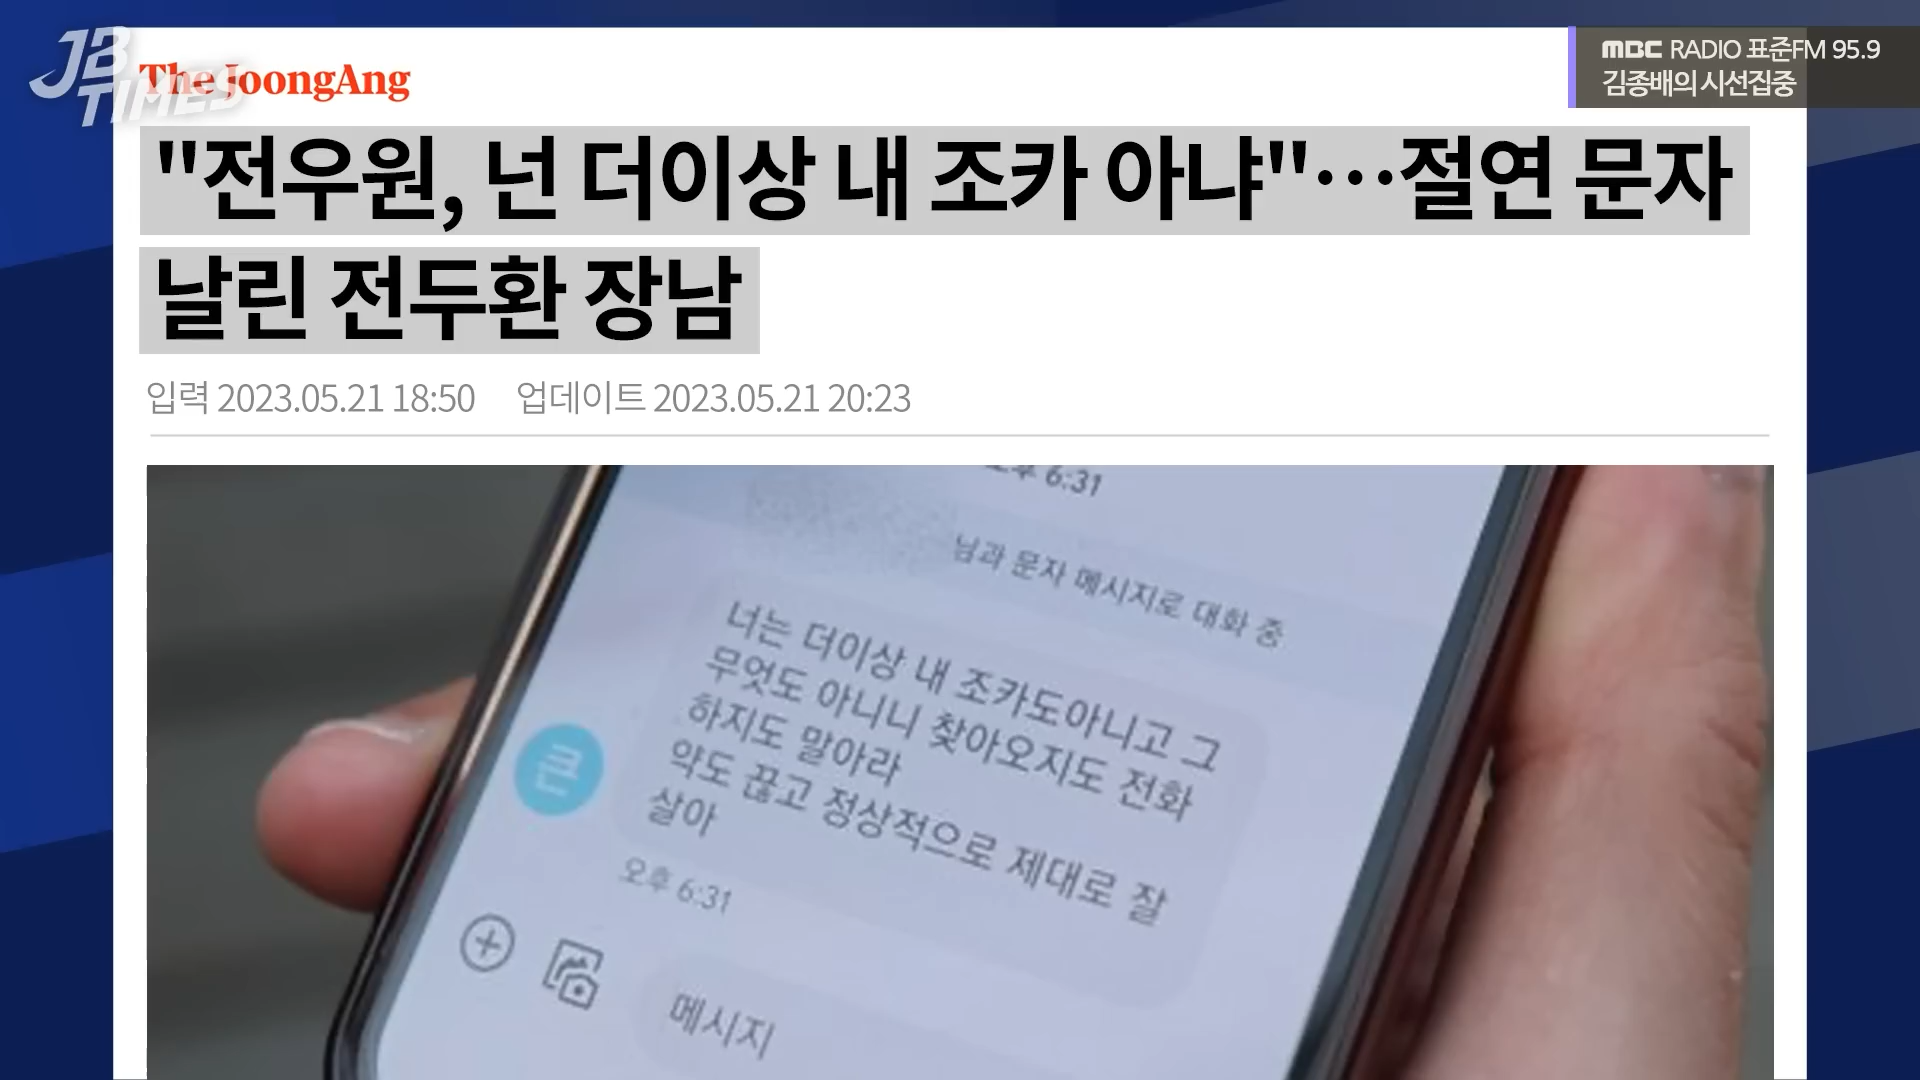 JB TIMES
The JoongAng
MBC RADIO 표준FM 95.9
김종배의 시선집중
"전우원, 넌 더이상 내 조카 아냐"…절연 문자
날린 전두환 장남
입력 2023.05.21 18:50 업데이트 2023.05.21 20:23
오후 6:31
님과 문자 메시지로 대화 중
너는 더이상 내 조카도아니고 그
무엇도 아니니 찾아오지도 전화
하지도 말아라
약도 끊고 정상적으로 제대로 잘
살아
큰
오후 6:31
메시지